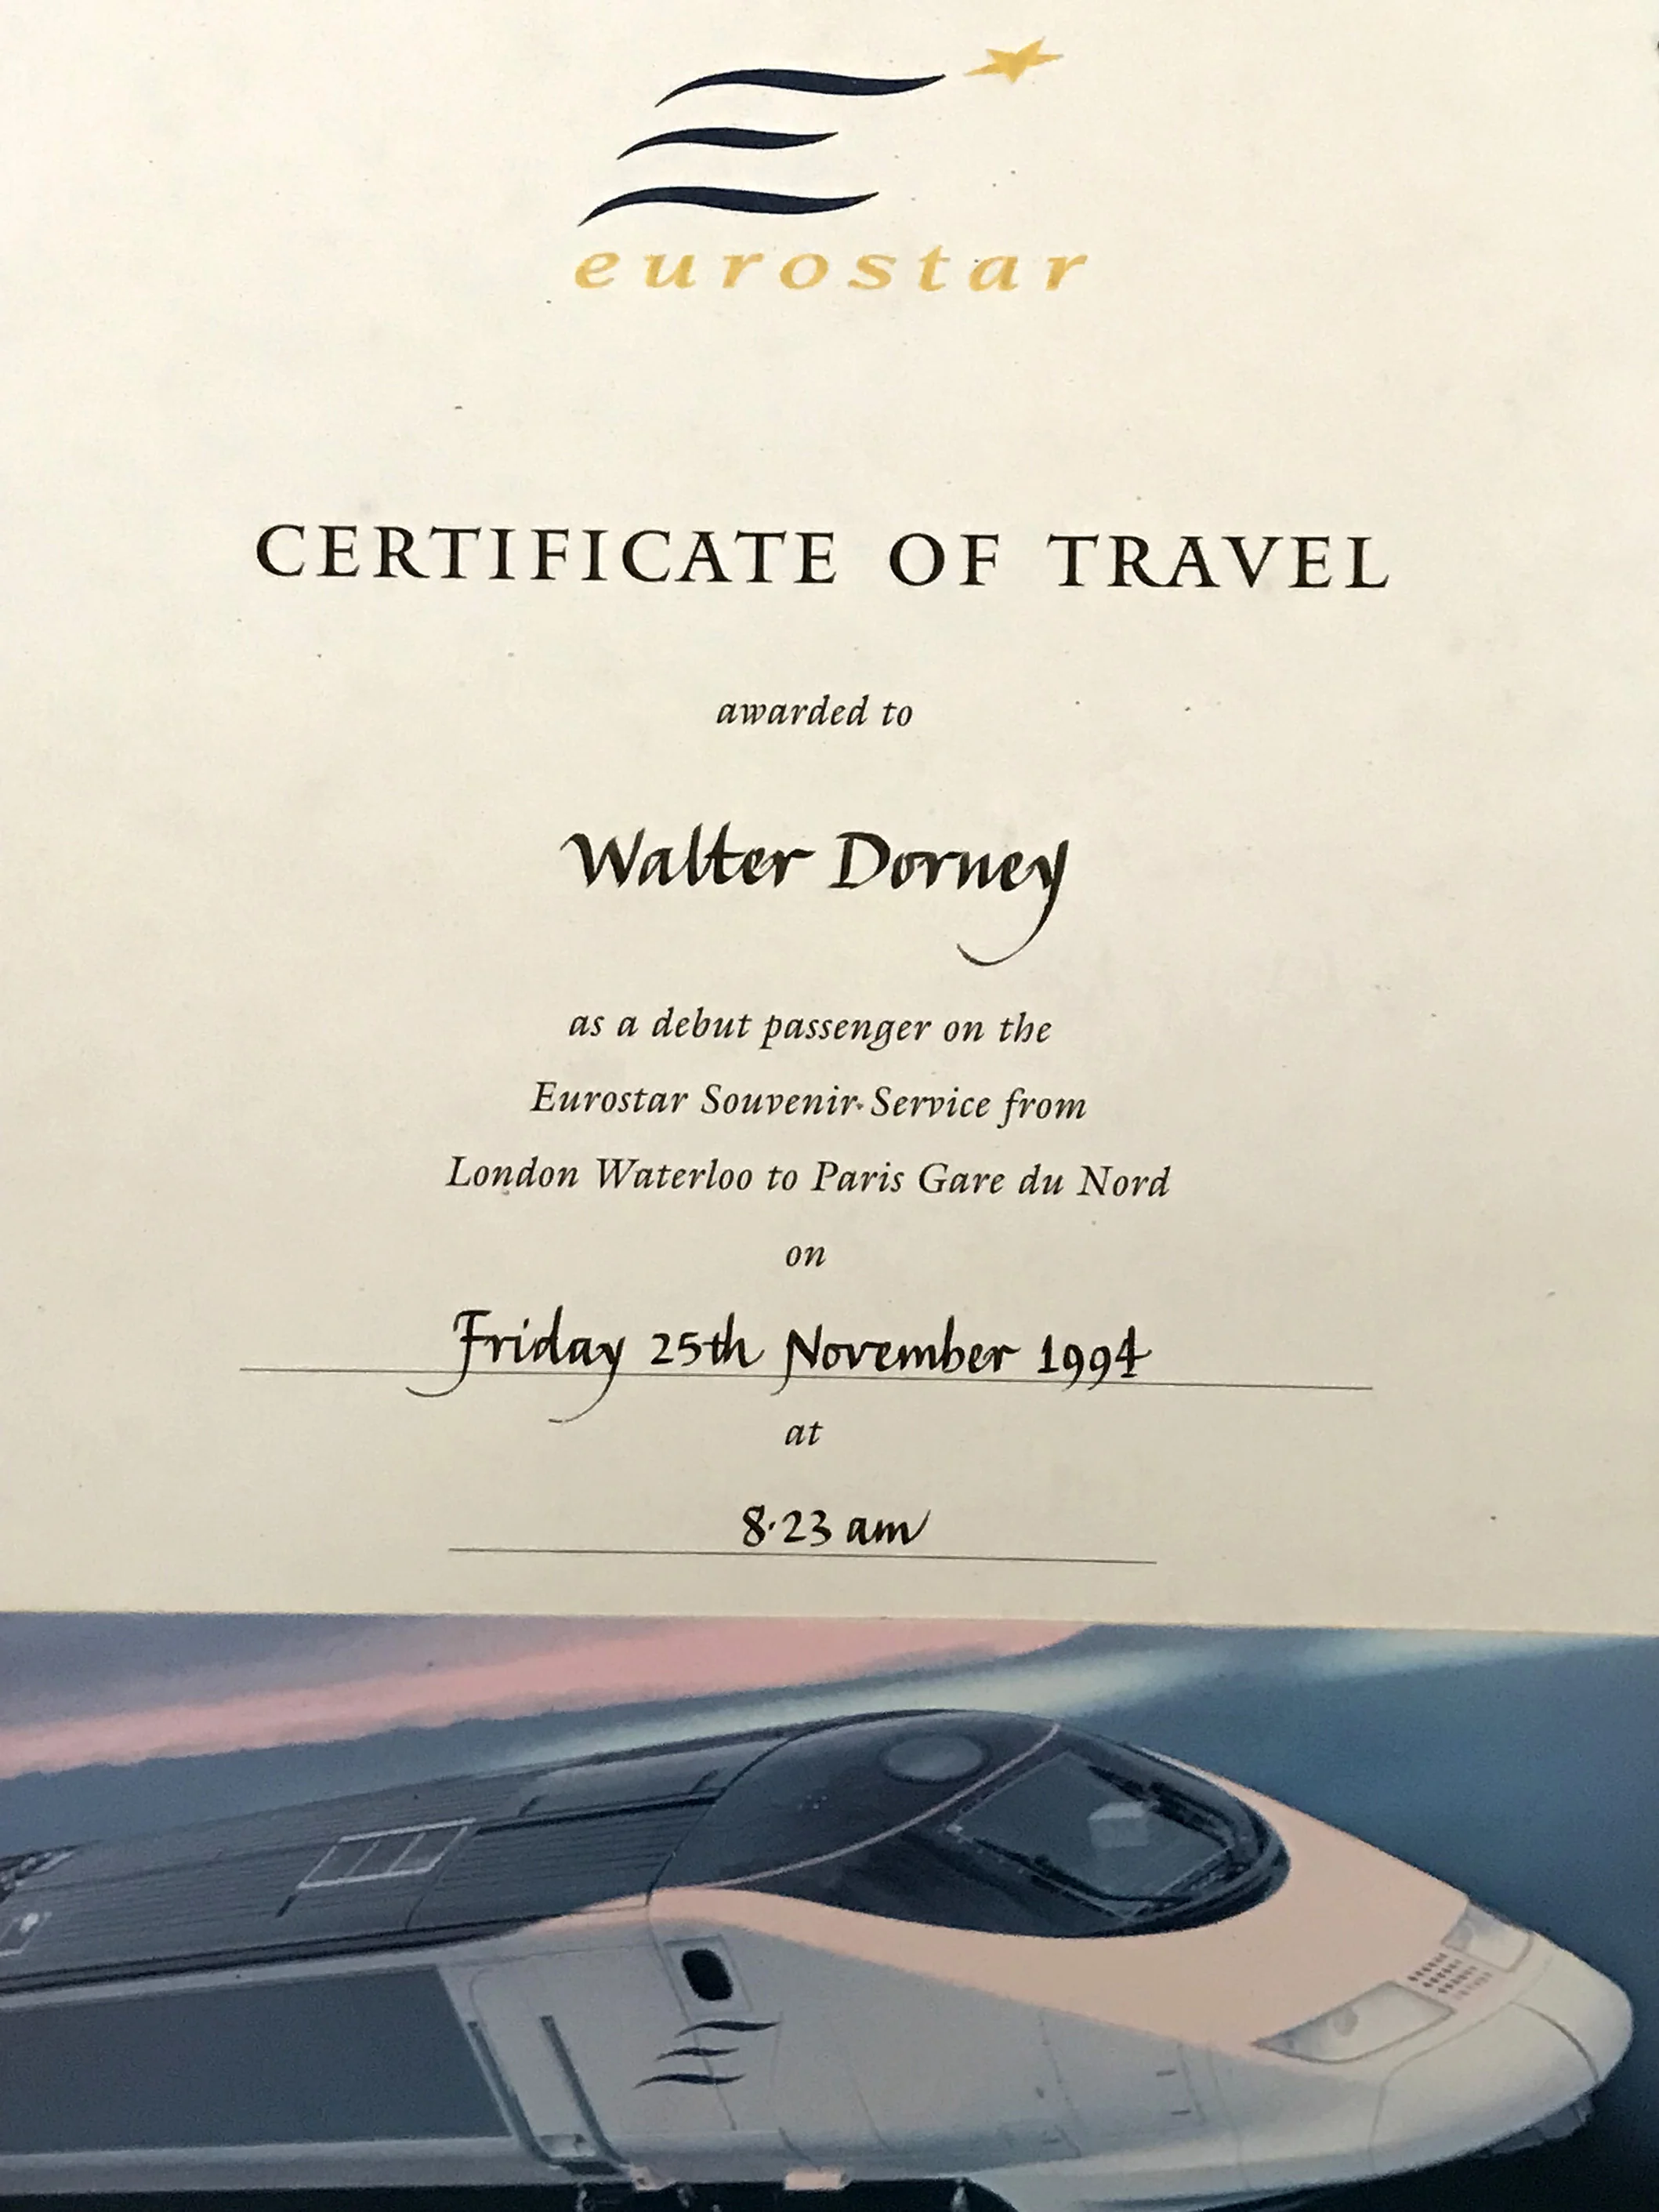 eurostar
CERTIFICATE OF TRAVEL
awarded to
Walter Dorney
as a debut passenger on the
Eurostar Souvenir Service from
London Waterloo to Paris Gare du Nord
on
Friday 25th November 1994
at
8·23 am